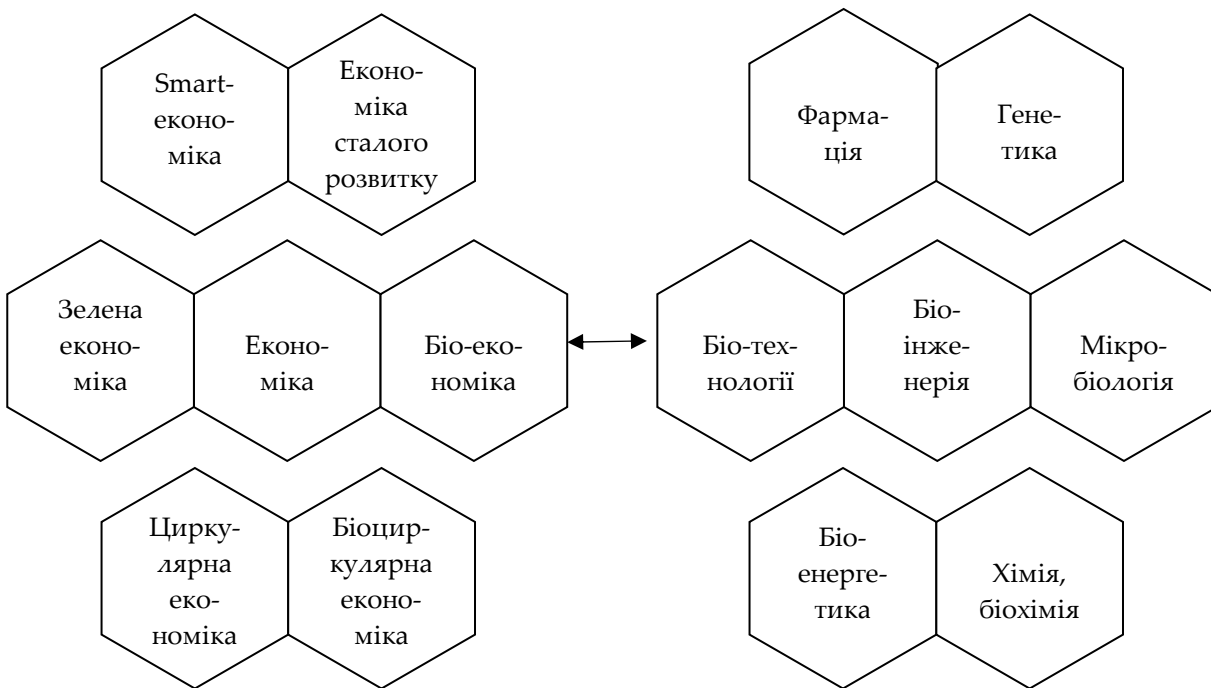 Smart-
еконо-
міка
Еконо-
міка
сталого
розвитку
Фарма-
ція
Гене-
тика
Зелена
еконо-
міка
Еконо-
міка
Біо-еко-
номіка
Біо-тех-
нології
Біо-
інже-
нерія
Мікро-
біологія
Цирку-
лярна
еко-
номіка
Біоцир-
кулярна
еконо-
міка
Біо-
енерге-
тика
Хімія,
біохімія